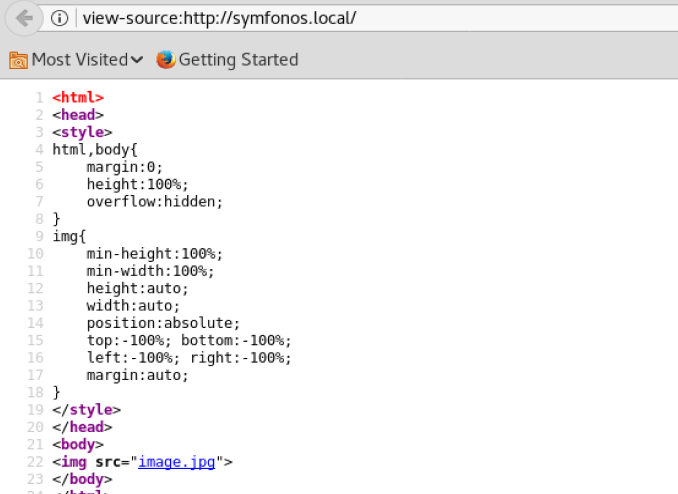 view-source:http://symfonos.local/
Most Visited Getting Started
1 <html>
2 <head>
3 <style>
4 html,body{
5 margin:0;
6 height:100%;
7 overflow:hidden;
8 }
9 img{
10 min-height:100%;
11 min-width:100%;
12 height:auto;
13 width:auto;
14 position:absolute;
15 top:-100%; bottom:-100%;
16 left:-100%; right:-100%;
17 margin:auto;
18 }
19 </style>
20 </head>
21 <body>
22 <img src="image.jpg">
23 </body>
24 </html>